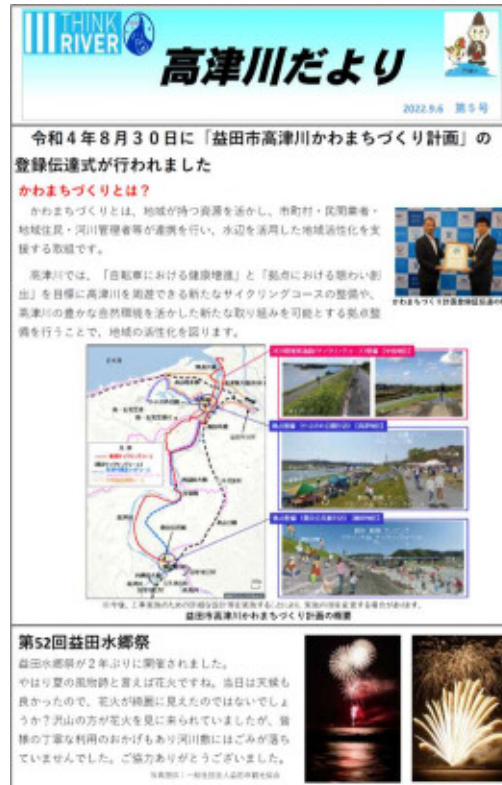 THINK
RIVER
高津川だより
2022.9.6 第5号
令和4年8月30日に「益田市高津川かわまちづくり計画」の
登録伝達式が行われました
かわまちづくりとは？
かわまちづくりとは、地域が持つ資源を活かし、市町村・民間業者・
地域住民・河川管理者等が連携を行い、水辺を活用した地域活性化を支
援する取組です。
高津川では、「自転車における健康増進」と「拠点における賑わい創
出」を目標に高津川を周遊できる新たなサイクリングコースの整備や、
高津川の豊かな自然環境を活かした新たな取り組みを可能とする拠点整
備を行うことで、地域の活性化を図ります。
益田市高津川かわまちづくり計画の概要
第52回益田水郷祭
益田水郷祭が２年ぶりに開催されました。
やはり夏の風物詩と言えば花火ですね。当日は天候も
良かったので、花火が綺麗に見えたのではないでしょ
うか？沢山の方が花火を見に来られていましたが、皆
様の丁寧な利用のおかげもあり河川敷にはごみが落ち
ていませんでした。ご協力ありがとうございました。
写真提供：一般社団法人益田市観光協会